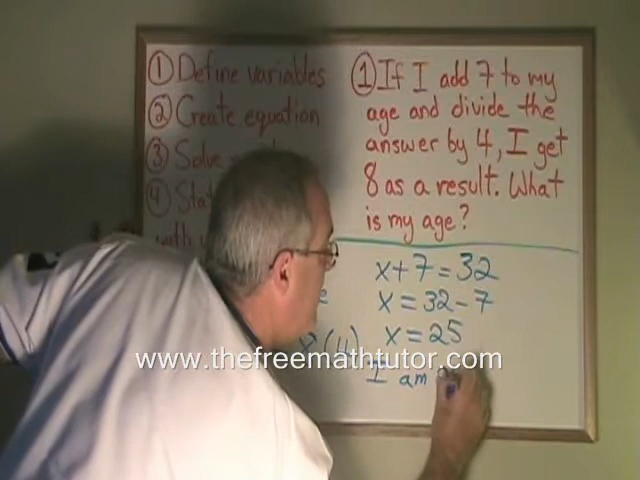 ① Define variables
② Create equation
③ Solve
④
with
① If I add 7 to my
age and divide the
answer by 4, I get
8 as a result. What
is my age?
x+7=32
x=32-7
(4) x=25
www.thefreemathtutor.com
I am